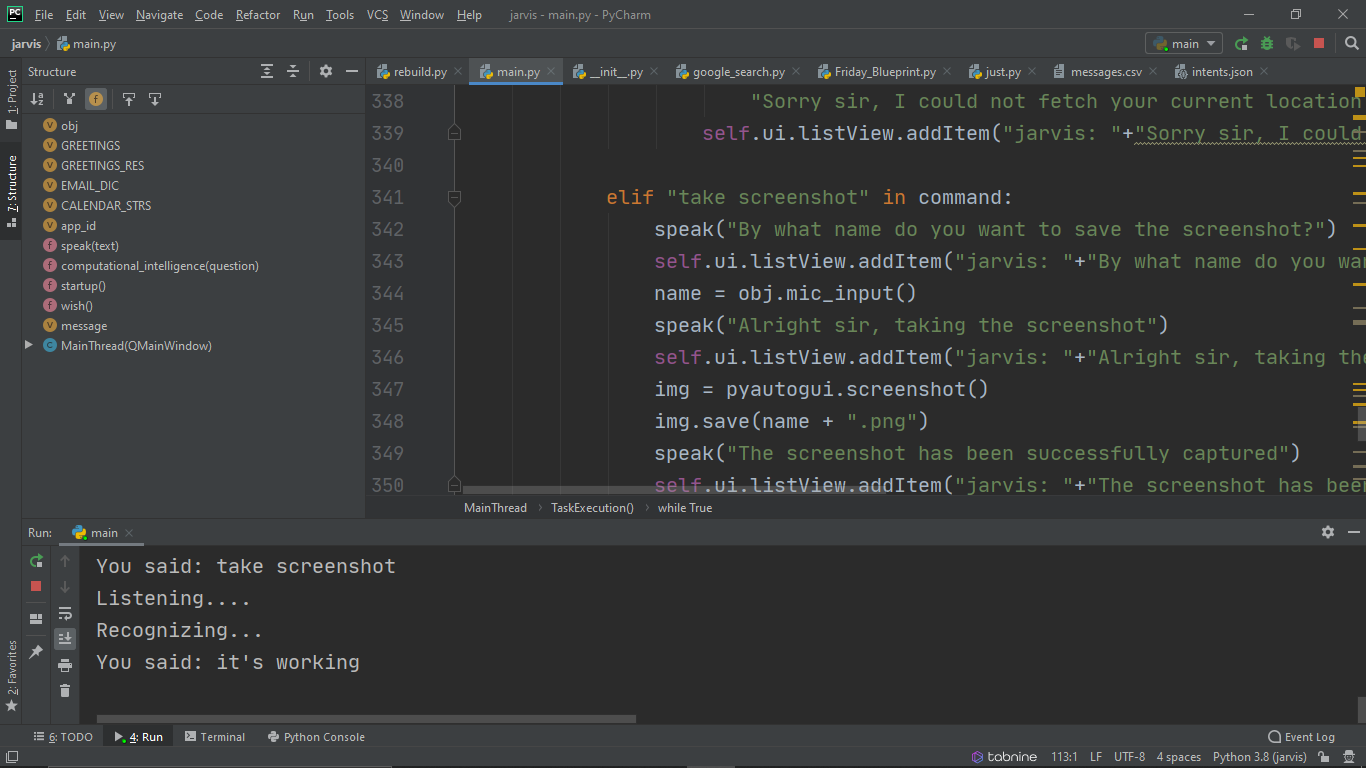 PC File Edit View Navigate Code Refactor Run Tools VCS Window Help jarvis - main.py - PyCharm
jarvis main.py main
1: Project
7: Structure
2: Favorites
Structure
rebuild.py main.py __init__.py google_search.py Friday_Blueprint.py just.py messages.csv intents.json
obj
GREETINGS
GREETINGS_RES
EMAIL_DIC
CALENDAR_STRS
app_id
speak(text)
computational_intelligence(question)
startup()
wish()
message
MainThread(QMainWindow)
338 "Sorry sir, I could not fetch your current location
339 self.ui.listView.addItem("jarvis: "+"Sorry sir, I could
340
341 elif "take screenshot" in command:
342 speak("By what name do you want to save the screenshot?")
343 self.ui.listView.addItem("jarvis: "+"By what name do you wa
344 name = obj.mic_input()
345 speak("Alright sir, taking the screenshot")
346 self.ui.listView.addItem("jarvis: "+"Alright sir, taking the
347 img = pyautogui.screenshot()
348 img.save(name + ".png")
349 speak("The screenshot has been successfully captured")
350 self.ui.listView.addItem("jarvis: "+"The screenshot has been
MainThread TaskExecution() while True
Run: main
You said: take screenshot
Listening....
Recognizing...
You said: it's working
6: TODO 4: Run Terminal Python Console Event Log
tabnine 113:1 LF UTF-8 4 spaces Python 3.8 (jarvis)